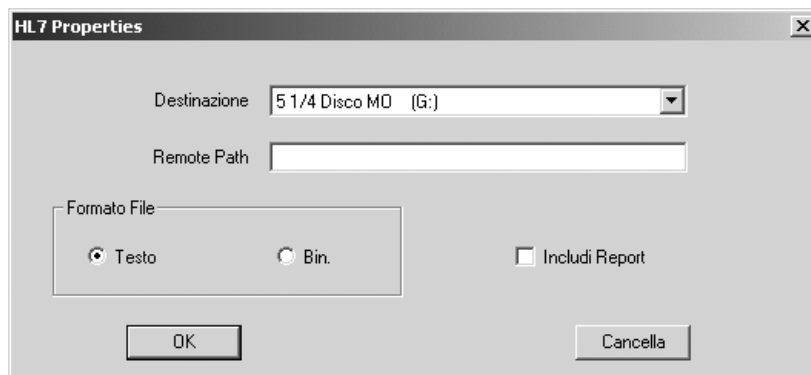 HL7 Properties
Destinazione 5 1/4 Disco MO (G:)
Remote Path
Formato File
Testo Bin. Includi Report
OK Cancella